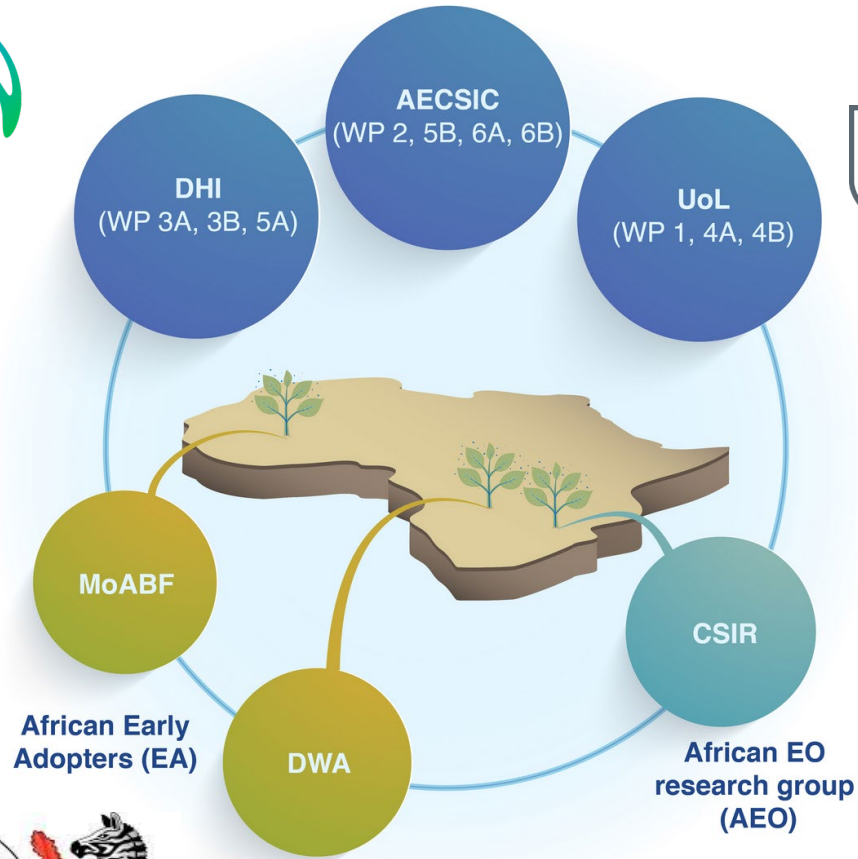 AECSIC
(WP 2, 5B, 6A, 6B)
DHI
(WP 3A, 3B, 5A)
UoL
(WP 1, 4A, 4B)
MoABF
CSIR
African Early
Adopters (EA)
DWA
African EO
research group
(AEO)